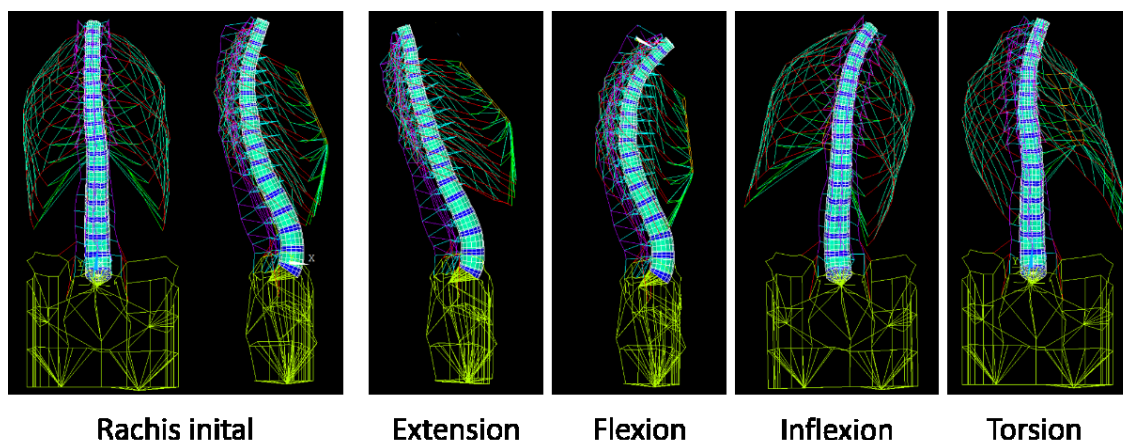 X
Y
Y
Rachis inital
Extension
Flexion
Inflexion
Torsion